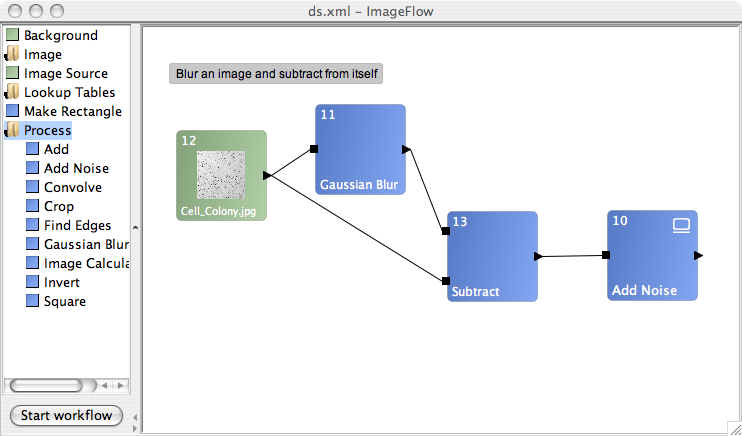 ds.xml – ImageFlow
Background
Image
Image Source
Lookup Tables
Make Rectangle
Process
Add
Add Noise
Convolve
Crop
Find Edges
Gaussian Blur
Image Calcula
Invert
Square
Start workflow
Blur an image and subtract from itself
12
Cell_Colony.jpg
11
Gaussian Blur
13
Subtract
10
Add Noise